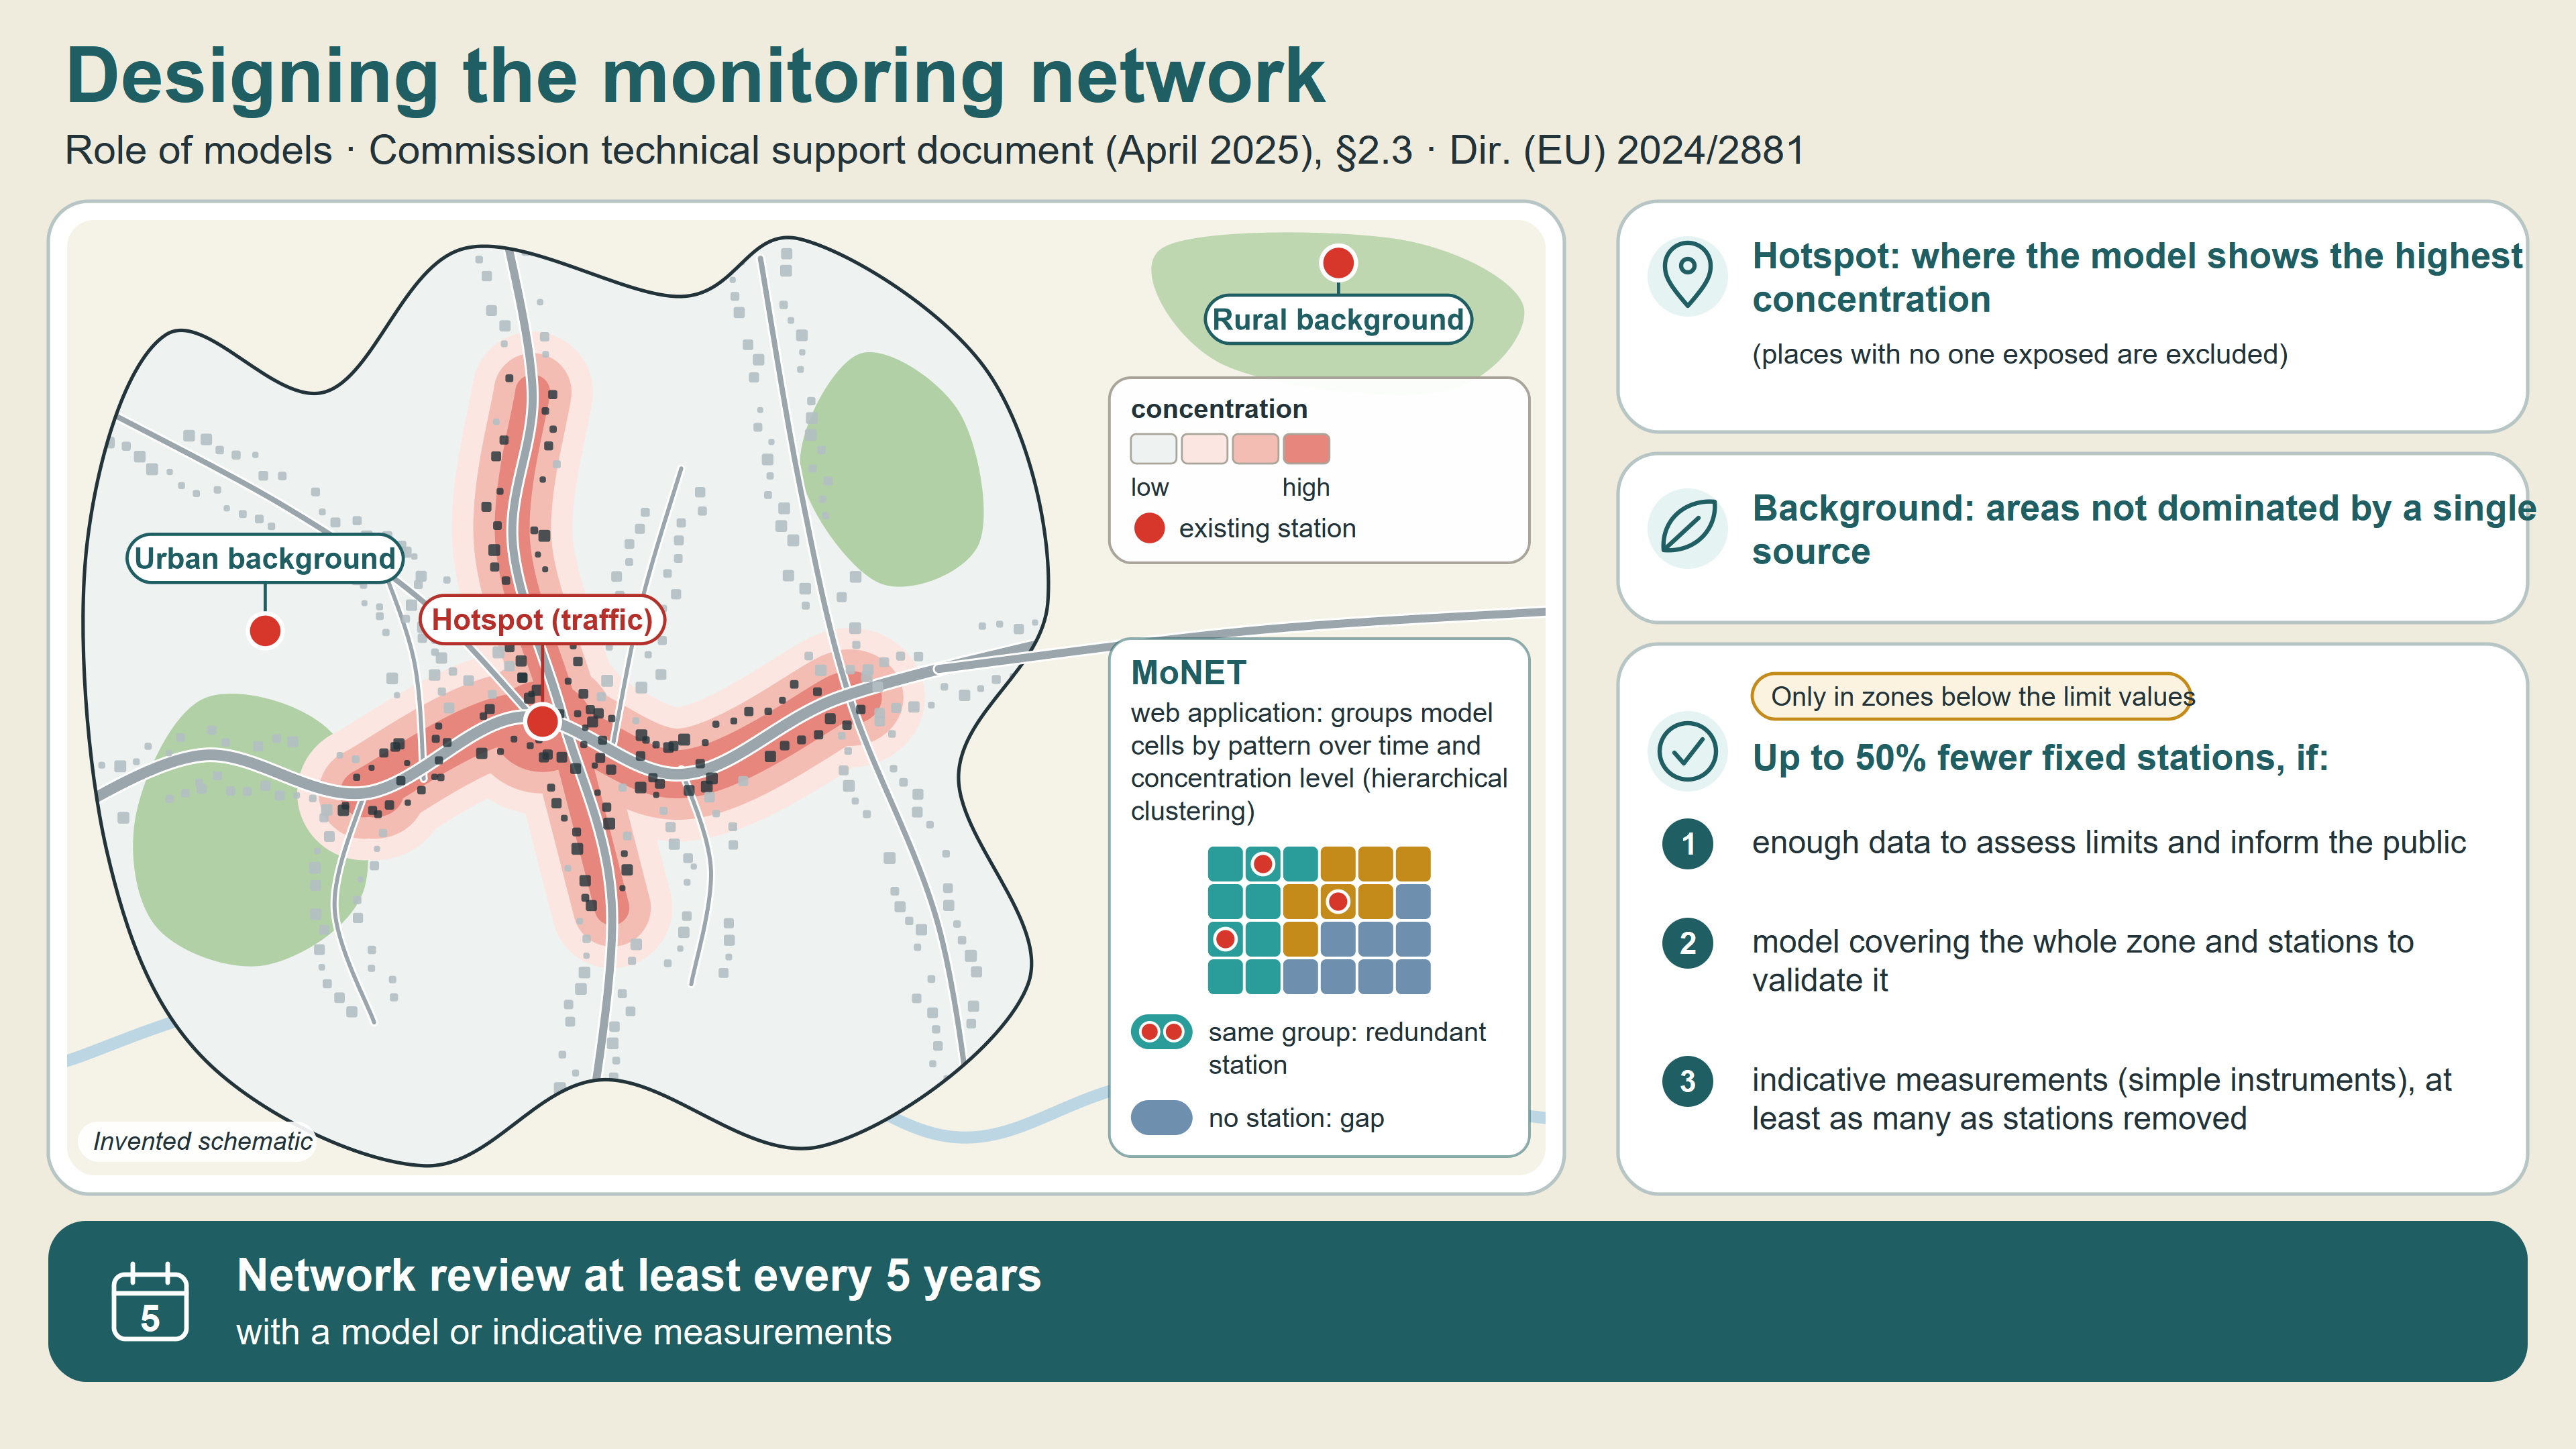 Designing the monitoring network
Role of models · Commission technical support document (April 2025), §2.3 · Dir. (EU) 2024/2881
Rural background
concentration
low high
existing station
Urban background
Hotspot (traffic)
MoNET
web application: groups model
cells by pattern over time and
concentration level (hierarchical
clustering)
same group: redundant
station
no station: gap
Invented schematic
Hotspot: where the model shows the highest
concentration
(places with no one exposed are excluded)
Background: areas not dominated by a single
source
Only in zones below the limit values
Up to 50% fewer fixed stations, if:
1 enough data to assess limits and inform the public
2 model covering the whole zone and stations to
validate it
3 indicative measurements (simple instruments), at
least as many as stations removed
5
Network review at least every 5 years
with a model or indicative measurements